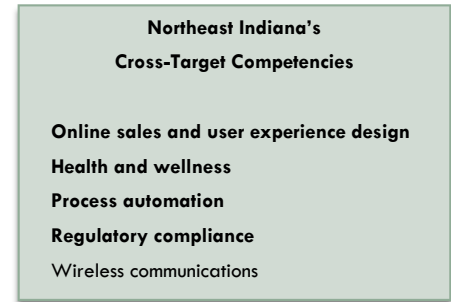 Northeast Indiana’s
Cross-Target Competencies
Online sales and user experience design
Health and wellness
Process automation
Regulatory compliance
Wireless communications